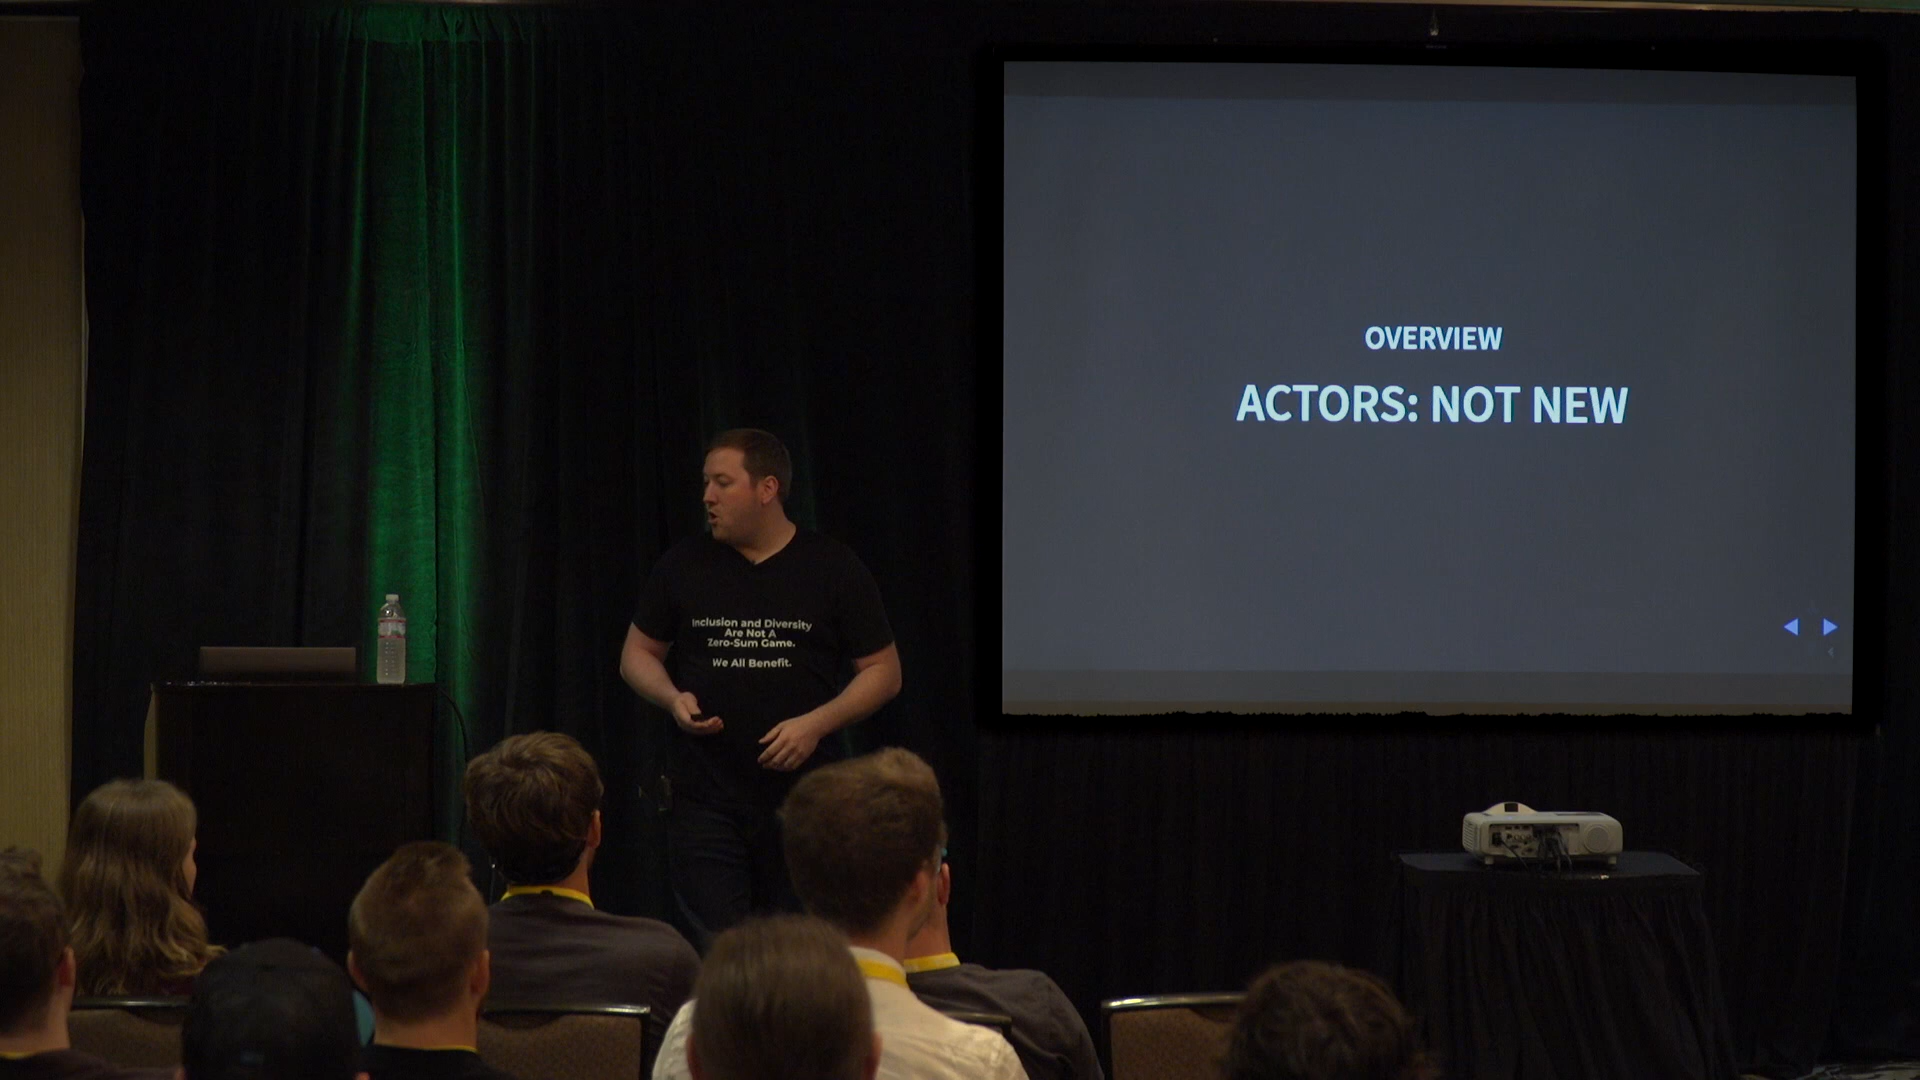 OVERVIEW
ACTORS: NOT NEW
Inclusion and Diversity
Are Not A
Zero-Sum Game.
We All Benefit.